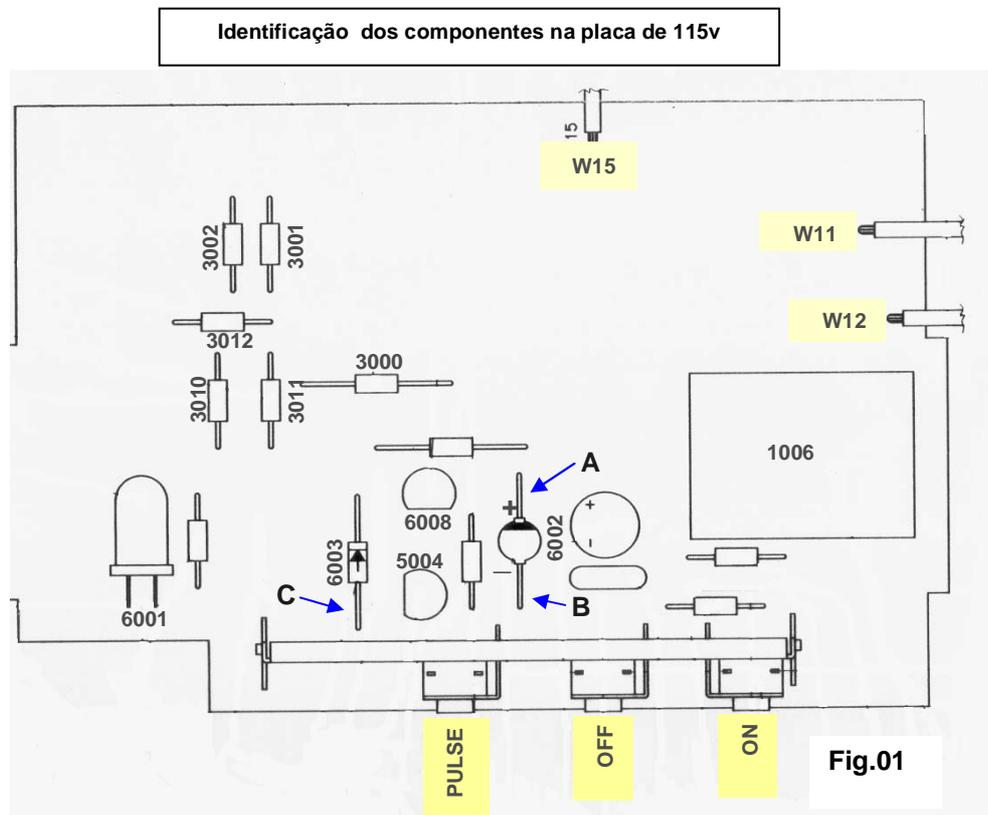 Identificação dos componentes na placa de 115v
15
W15
W11
W12
3002
3001
3012
3010
3011
3000
1006
A
+
6002
+
-
6008
6003
5004
C
B
6001
PULSE
OFF
ON
Fig.01